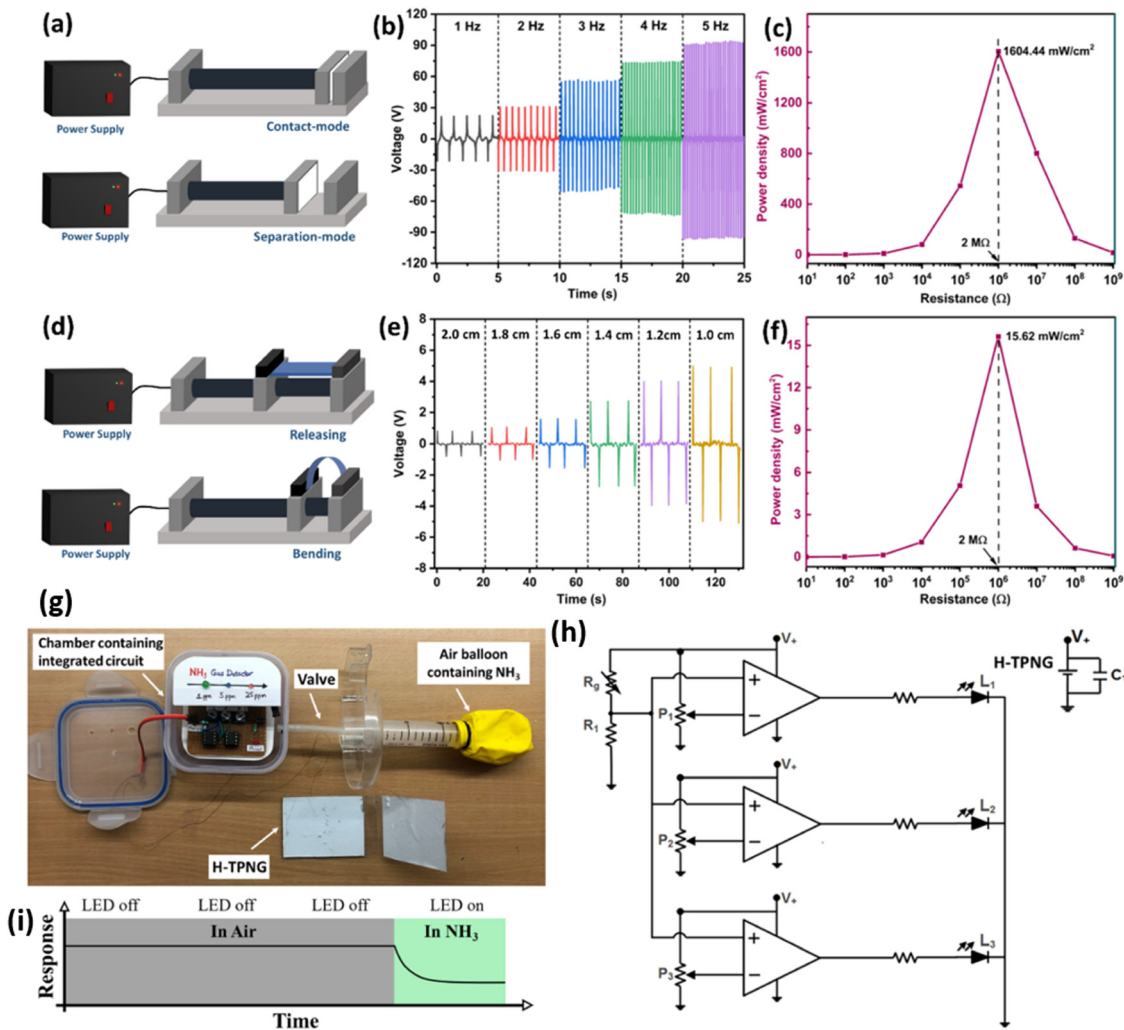 (a)
Power Supply
Contact-mode
Power Supply
Separation-mode
(b)
1 Hz
2 Hz
3 Hz
4 Hz
5 Hz
120
90
60
30
0
-30
-60
-90
-120
Voltage (V)
0
5
10
15
20
25
Time (s)
(c)
1604.44 mW/cm²
1600
1200
800
400
0
Power density (mW/cm²)
2 MΩ
10¹
10²
10³
10⁴
10⁵
10⁶
10⁷
10⁸
10⁹
Resistance (Ω)
(d)
Power Supply
Releasing
Power Supply
Bending
(e)
2.0 cm
1.8 cm
1.6 cm
1.4 cm
1.2cm
1.0 cm
8
6
4
2
0
-2
-4
-6
-8
Voltage (V)
0
20
40
60
80
100
120
Time (s)
(f)
15.62 mW/cm²
15
12
9
6
3
0
Power density (mW/cm²)
2 MΩ
10¹
10²
10³
10⁴
10⁵
10⁶
10⁷
10⁸
10⁹
Resistance (Ω)
(g)
Chamber containing
integrated circuit
Valve
Air balloon
containing NH₃
NH₃ Gas Detector
1 ppm
5 ppm
25 ppm
H-TPNG
(h)
V₊
R_g
R₁
P₁
+
−
L₁
V₊
H-TPNG
V₊
P₂
+
−
L₂
V₊
P₃
+
−
L₃
(i)
LED off
LED off
LED off
LED on
In Air
In NH₃
Response
Time